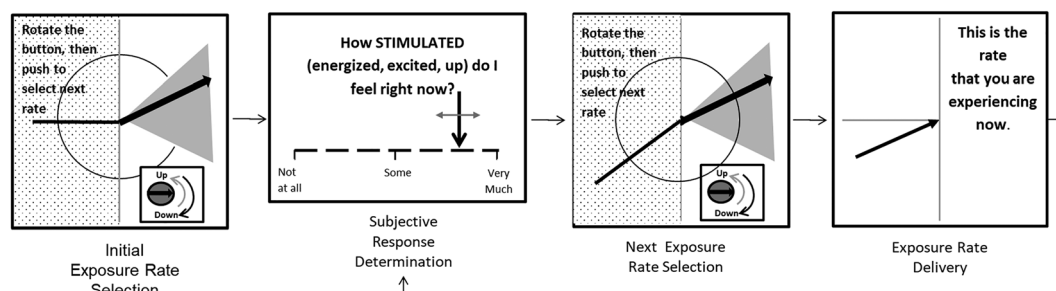 Rotate the
button, then
push to
select next
rate
Up
Down
Initial
Exposure Rate
Selection
How STIMULATED
(energized, excited, up) do I
feel right now?
Not
at all
Some
Very
Much
Subjective
Response
Determination
Rotate the
button, then
push to
select next
rate
Up
Down
Next Exposure
Rate Selection
This is the
rate
that you are
experiencing
now.
Exposure Rate
Delivery